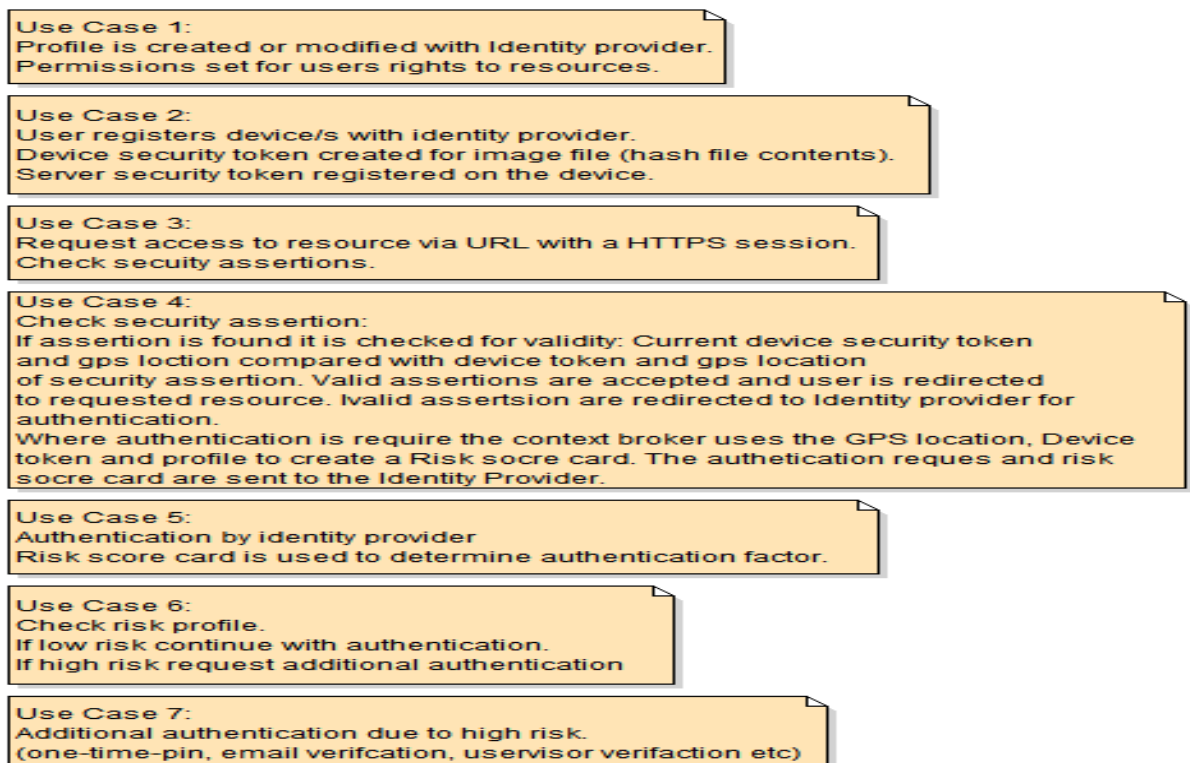 Use Case 1:
Profile is created or modified with Identity provider.
Permissions set for users rights to resources.
Use Case 2:
User registers device/s with identity provider.
Device security token created for image file (hash file contents).
Server security token registered on the device.
Use Case 3:
Request access to resource via URL with a HTTPS session.
Check secuity assertions.
Use Case 4:
Check security assertion:
If assertion is found it is checked for validity: Current device security token
and gps loction compared with device token and gps location
of security assertion. Valid assertions are accepted and user is redirected
to requested resource. Ivalid assertsion are redirected to Identity provider for
authentication.
Where authentication is require the context broker uses the GPS location, Device
token and profile to create a Risk socre card. The authetication reques and risk
socre card are sent to the Identity Provider.
Use Case 5:
Authentication by identity provider
Risk score card is used to determine authentication factor.
Use Case 6:
Check risk profile.
If low risk continue with authentication.
If high risk request additional authentication
Use Case 7:
Additional authentication due to high risk.
(one-time-pin, email verifcation, uservisor verifaction etc)